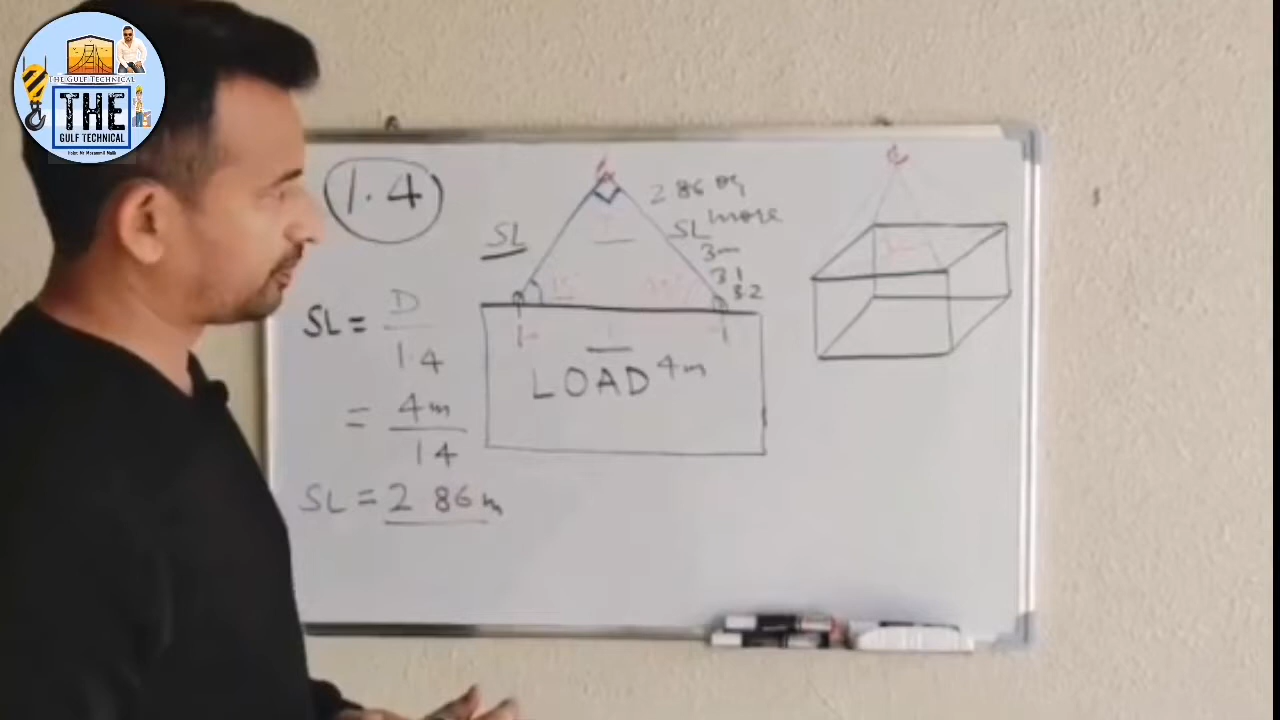 THE GULF TECHNICAL
THE
GULF TECHNICAL
1.4
SL
2 86 or
more
SL
3m
3.1
3.2
SL = D
1.4
= 4m
1 4
SL = 2 86 m
LOAD 4m